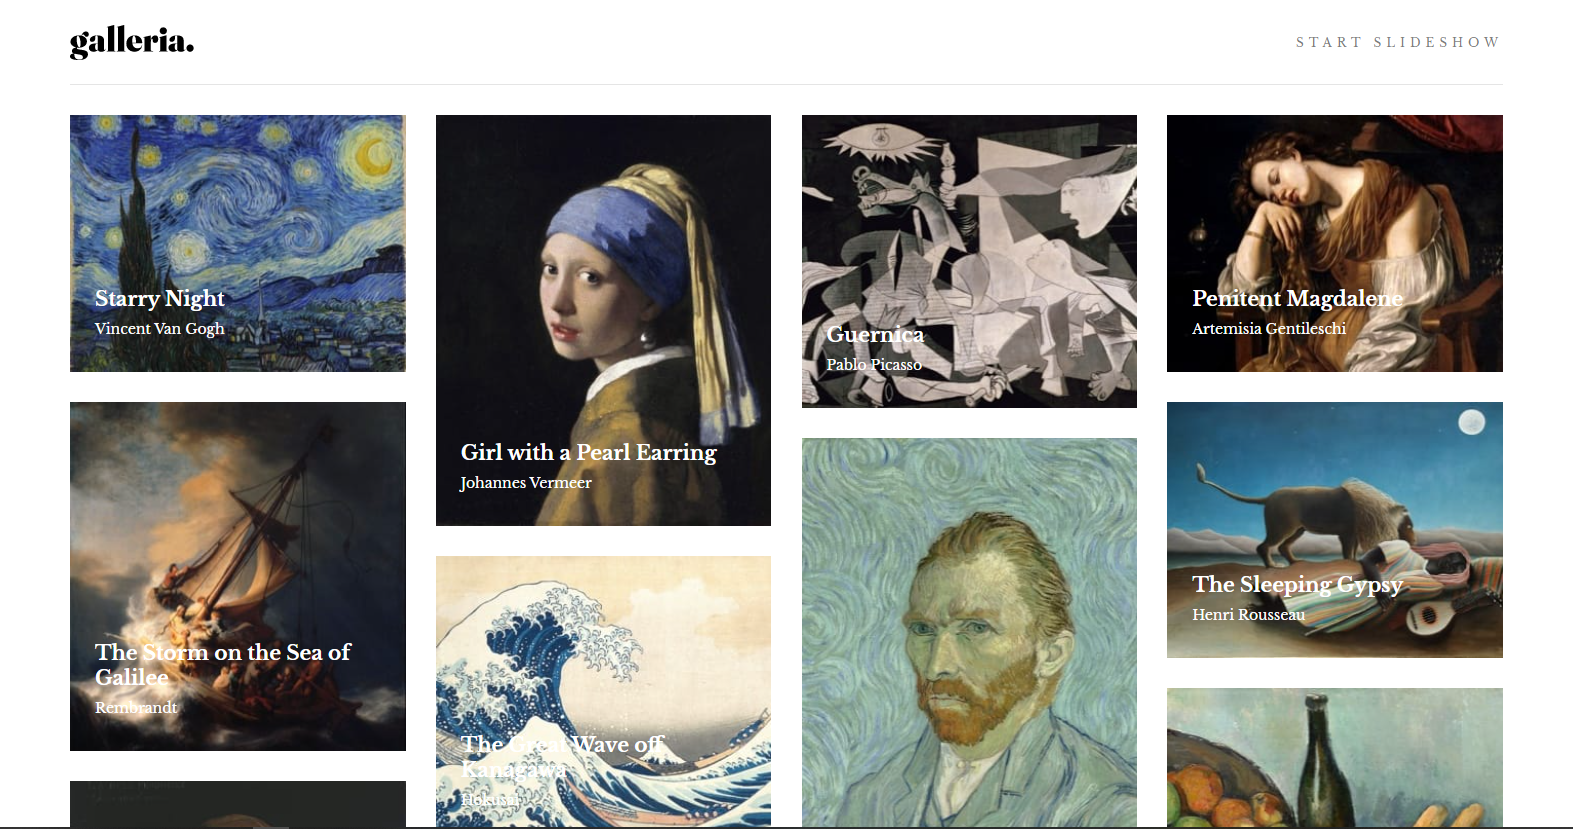 galleria.
START SLIDESHOW
Starry Night
Vincent Van Gogh
Girl with a Pearl Earring
Johannes Vermeer
Guernica
Pablo Picasso
Penitent Magdalene
Artemisia Gentileschi
The Storm on the Sea of
Galilee
Rembrandt
The Great Wave off
Kanagawa
Hokusai
The Sleeping Gypsy
Henri Rousseau